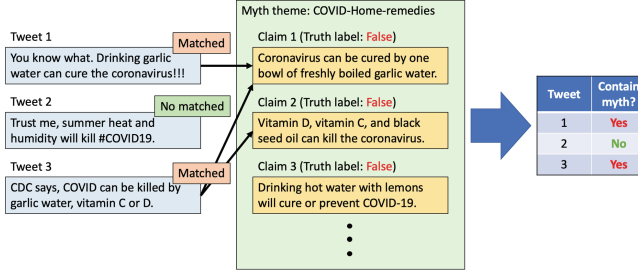 Myth theme: COVID-Home-remedies
Tweet 1
Matched
You know what. Drinking garlic
water can cure the coronavirus!!!
Tweet 2
No matched
Trust me, summer heat and
humidity will kill #COVID19.
Tweet 3
Matched
CDC says, COVID can be killed by
garlic water, vitamin C or D.
Claim 1 (Truth label: False)
Coronavirus can be cured by one
bowl of freshly boiled garlic water.
Claim 2 (Truth label: False)
Vitamin D, vitamin C, and black
seed oil can kill the coronavirus.
Claim 3 (Truth label: False)
Drinking hot water with lemons
will cure or prevent COVID-19.
Tweet Contain
myth?
1 Yes
2 No
3 Yes